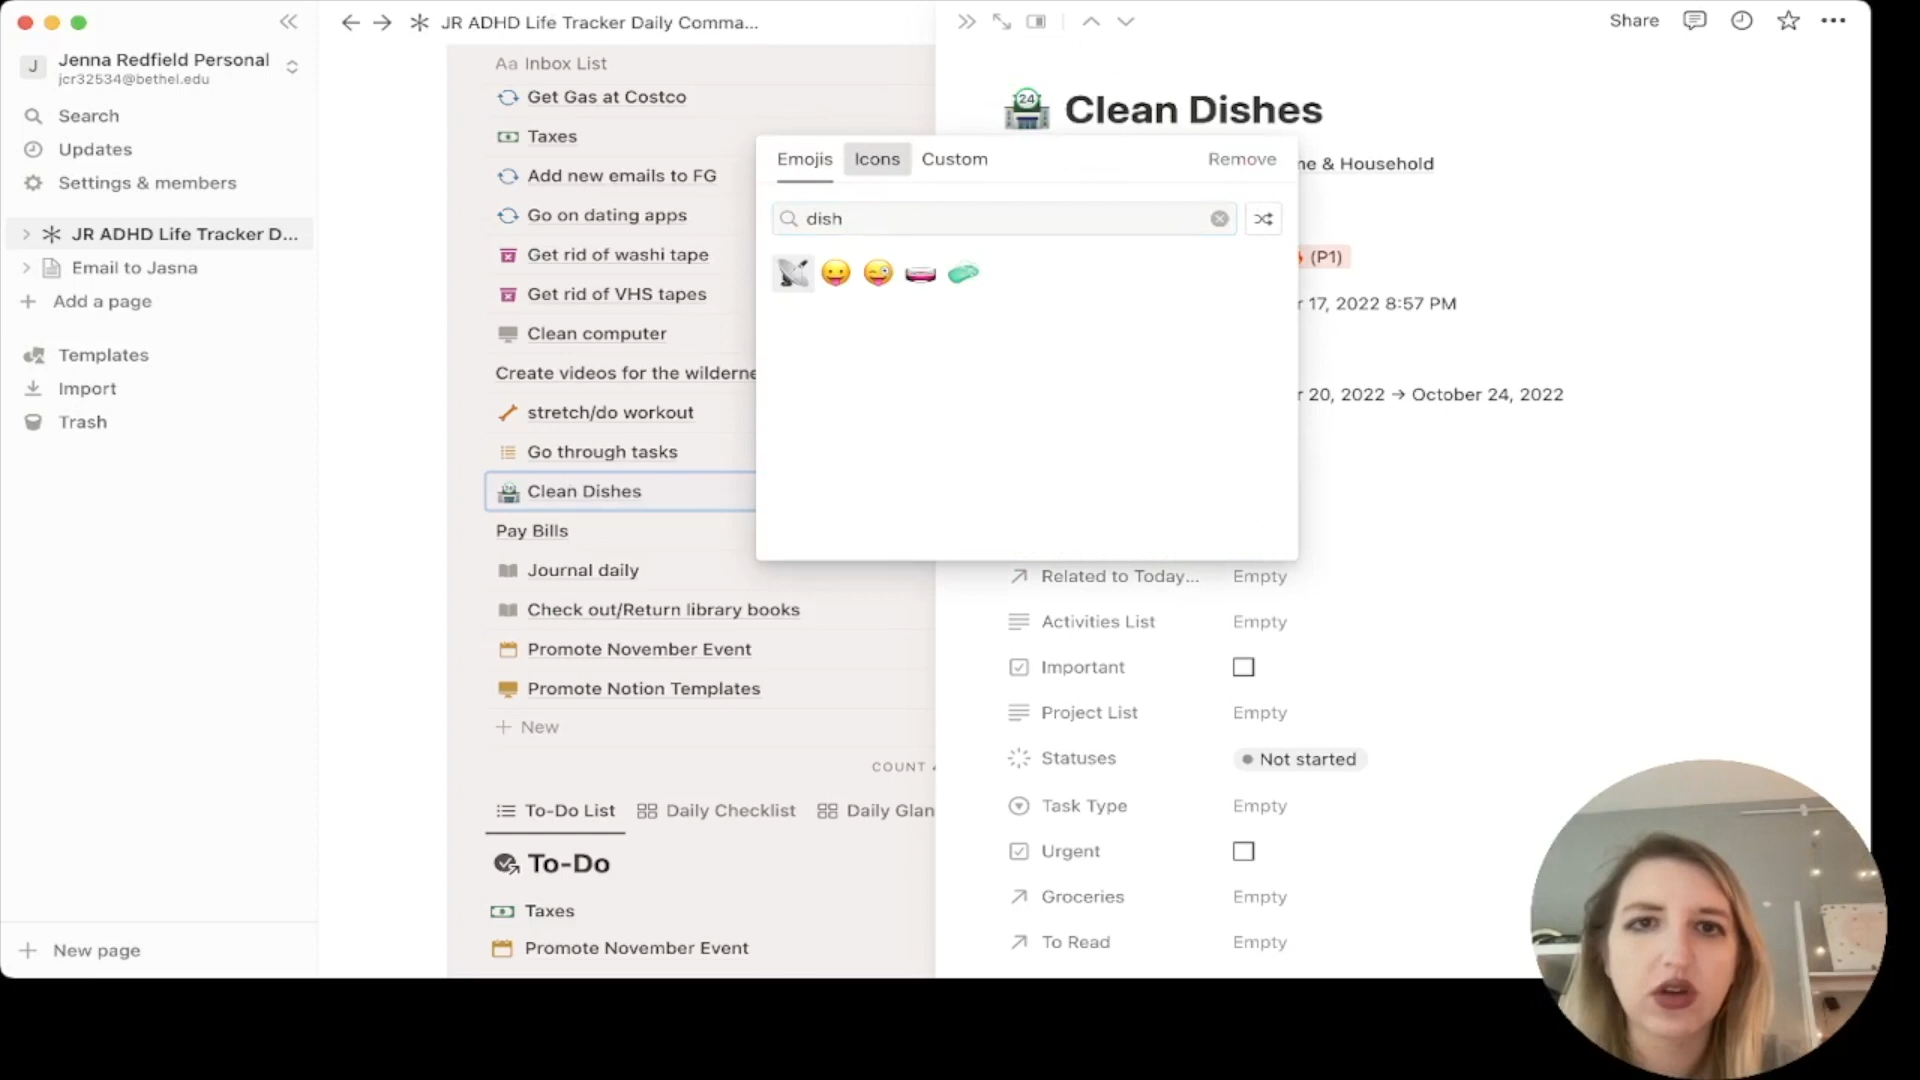 J
Jenna Redfield Personal
jcr32534@bethel.edu
Search
Updates
Settings & members
JR ADHD Life Tracker D...
Email to Jasna
Add a page
Templates
Import
Trash
New page
JR ADHD Life Tracker Daily Comma...
Aa Inbox List
Get Gas at Costco
Taxes
Add new emails to FG
Go on dating apps
Get rid of washi tape
Get rid of VHS tapes
Clean computer
Create videos for the wilderne
stretch/do workout
Go through tasks
Clean Dishes
Pay Bills
Journal daily
Check out/Return library books
Promote November Event
Promote Notion Templates
New
COUNT
To-Do List
Daily Checklist
Daily Glan
To-Do
Taxes
Promote November Event
Emojis
Icons
Custom
Remove
dish
Share
24
Clean Dishes
me & Household
(P1)
r 17, 2022 8:57 PM
r 20, 2022 → October 24, 2022
Related to Today... Empty
Activities List Empty
Important
Project List Empty
Statuses Not started
Task Type Empty
Urgent
Groceries Empty
To Read Empty